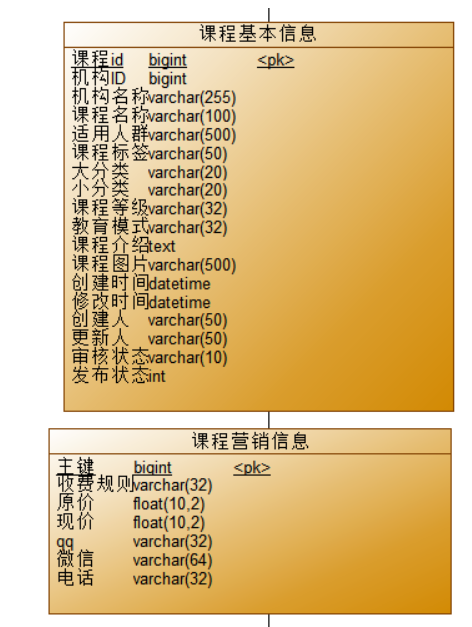 课程基本信息
课程id bigint <pk>
机构ID bigint
机构名称varchar(255)
课程名称varchar(100)
适用人群varchar(500)
课程标签varchar(50)
大分类 varchar(20)
小分类 varchar(20)
课程等级varchar(32)
教育模式varchar(32)
课程介绍text
课程图片varchar(500)
创建时间datetime
修改时间datetime
创建人 varchar(50)
更新人 varchar(50)
审核状态varchar(10)
发布状态int
课程营销信息
主键 bigint <pk>
收费规则varchar(32)
原价 float(10,2)
现价 float(10,2)
qq varchar(32)
微信 varchar(64)
电话 varchar(32)